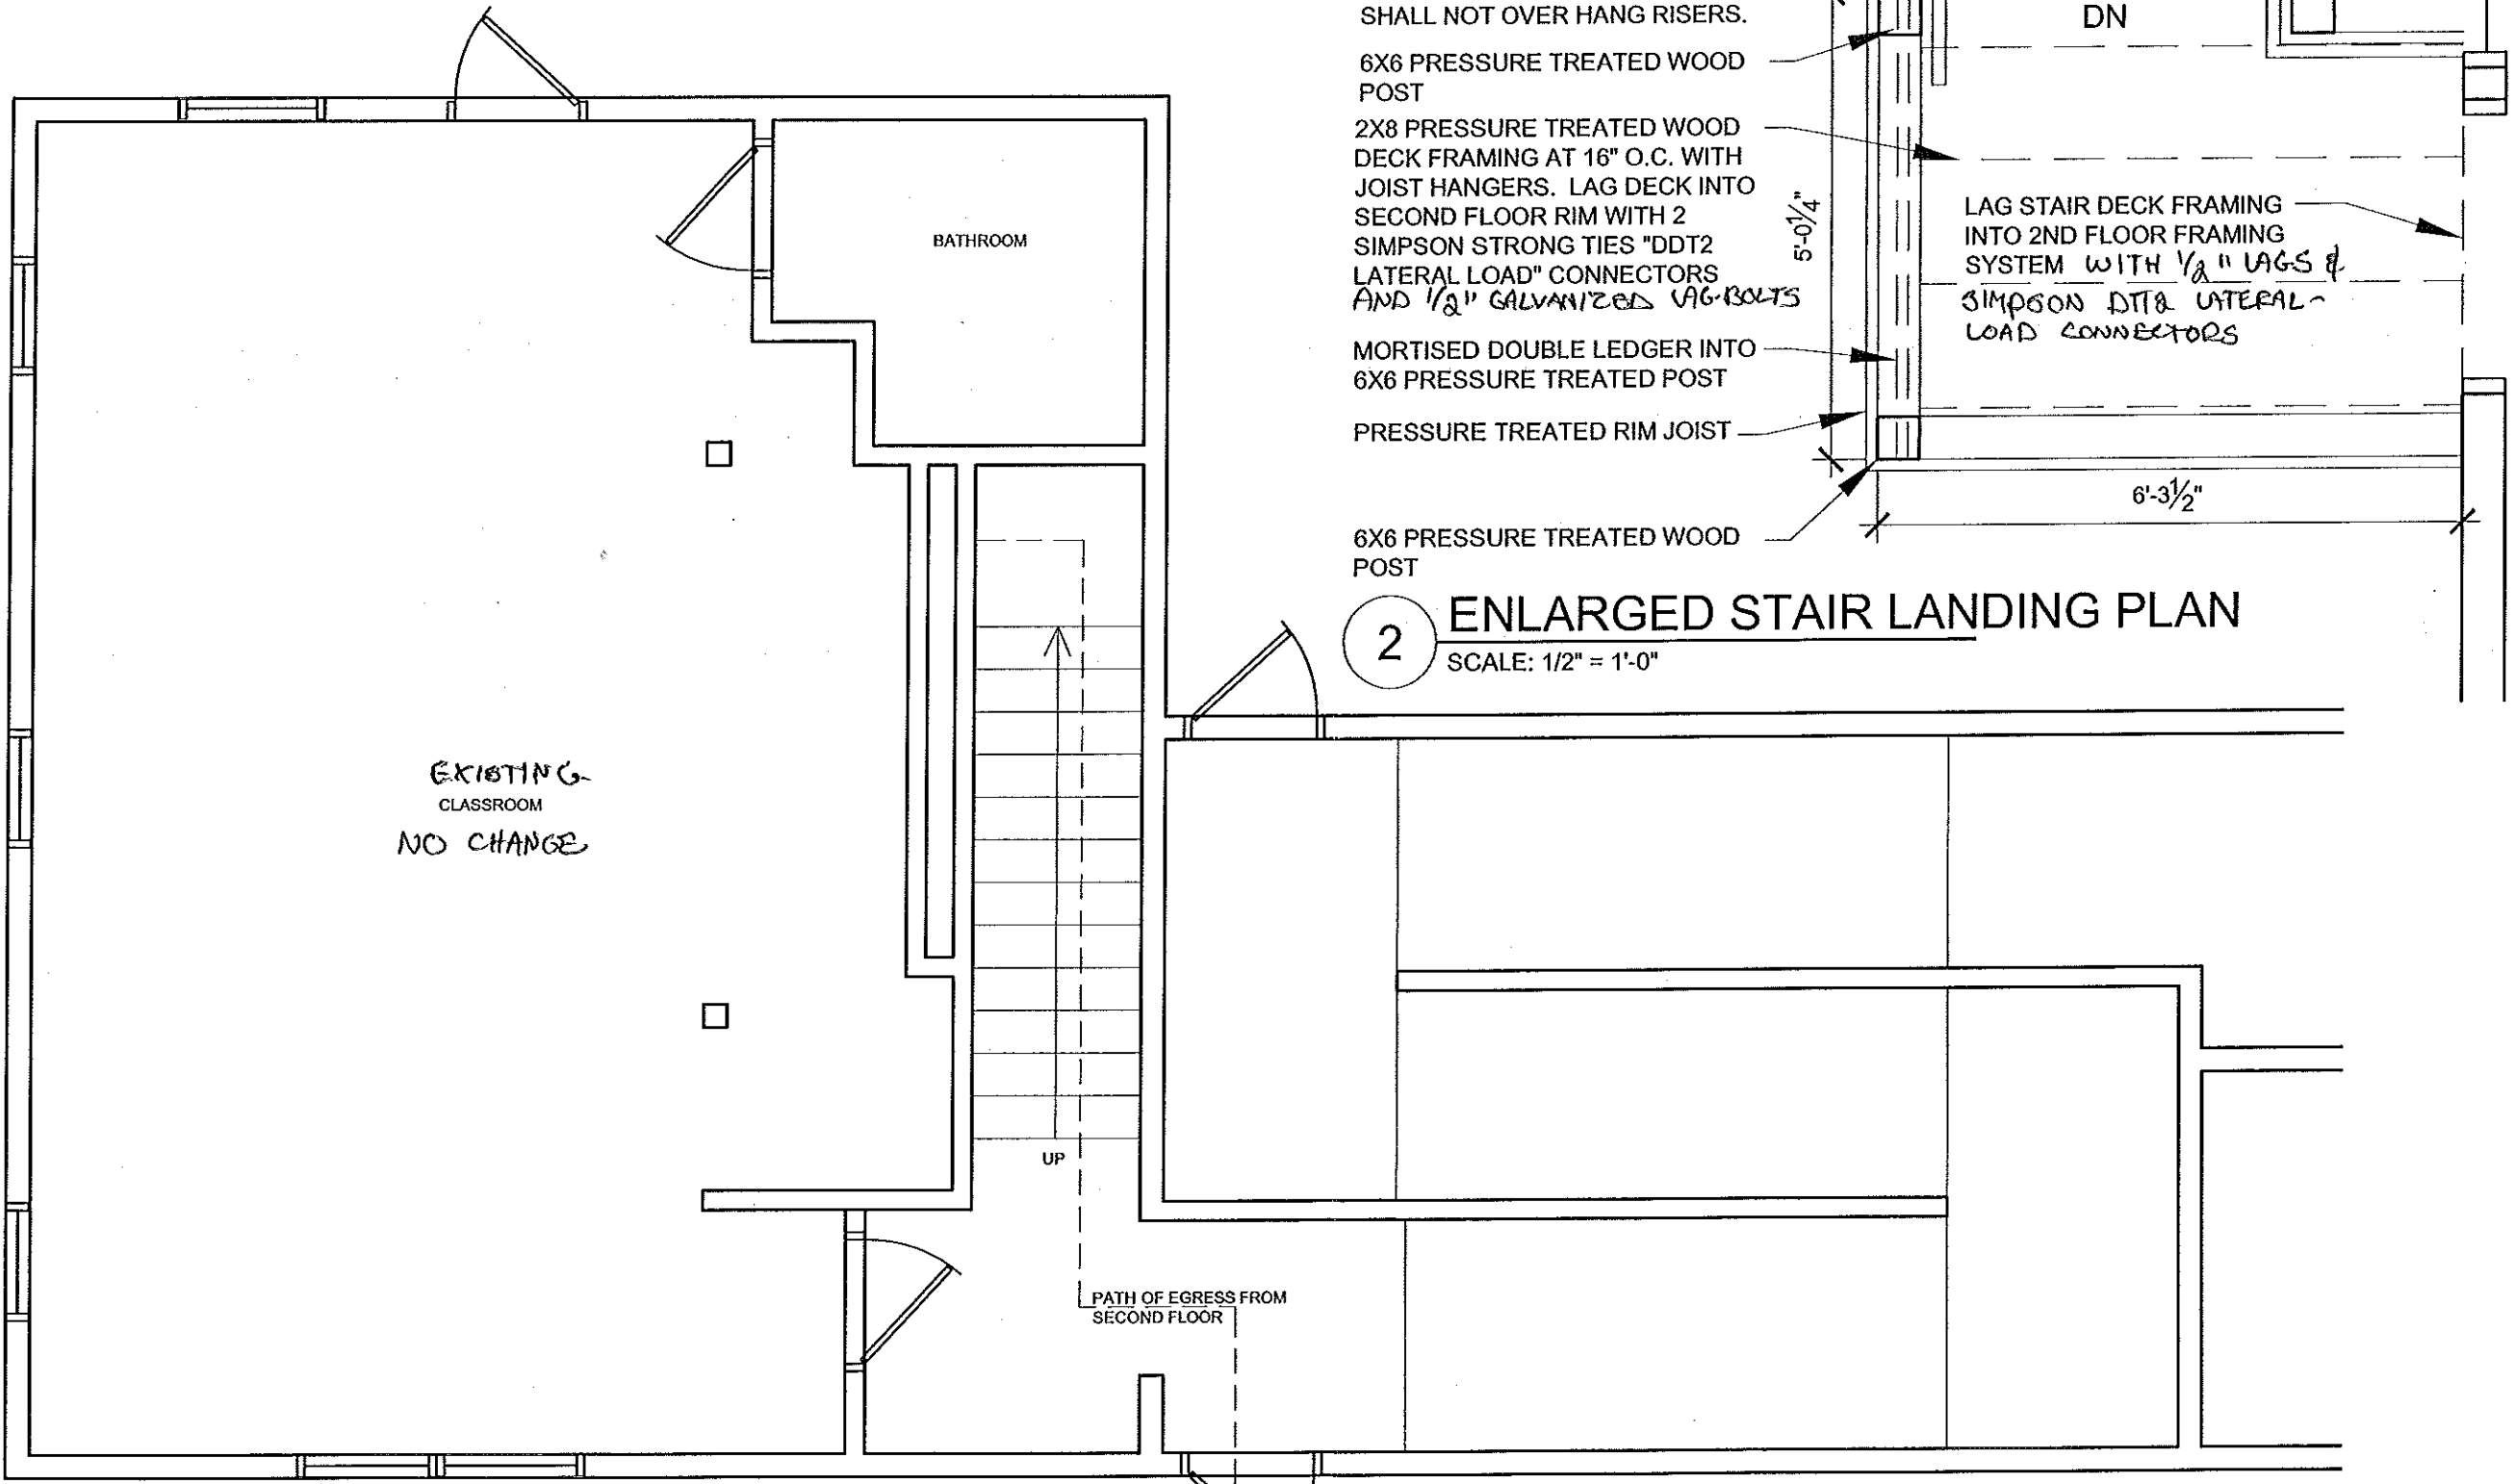 SHALL NOT OVER HANG RISERS.
6X6 PRESSURE TREATED WOOD
POST
2X8 PRESSURE TREATED WOOD
DECK FRAMING AT 16" O.C. WITH
JOIST HANGERS. LAG DECK INTO
SECOND FLOOR RIM WITH 2
SIMPSON STRONG TIES "DDT2
LATERAL LOAD" CONNECTORS
AND 1/2" GALVANIZED LAG-BOLTS
MORTISED DOUBLE LEDGER INTO
6X6 PRESSURE TREATED POST
PRESSURE TREATED RIM JOIST
6X6 PRESSURE TREATED WOOD
POST
DN
5'-0 1/4"
LAG STAIR DECK FRAMING
INTO 2ND FLOOR FRAMING
SYSTEM WITH 1/2" LAGS &
SIMPSON DTT2 LATERAL-
LOAD CONNECTORS
6'-3 1/2"
2
ENLARGED STAIR LANDING PLAN
SCALE: 1/2" = 1'-0"
BATHROOM
EXISTING
CLASSROOM
NO CHANGE
UP
PATH OF EGRESS FROM
SECOND FLOOR